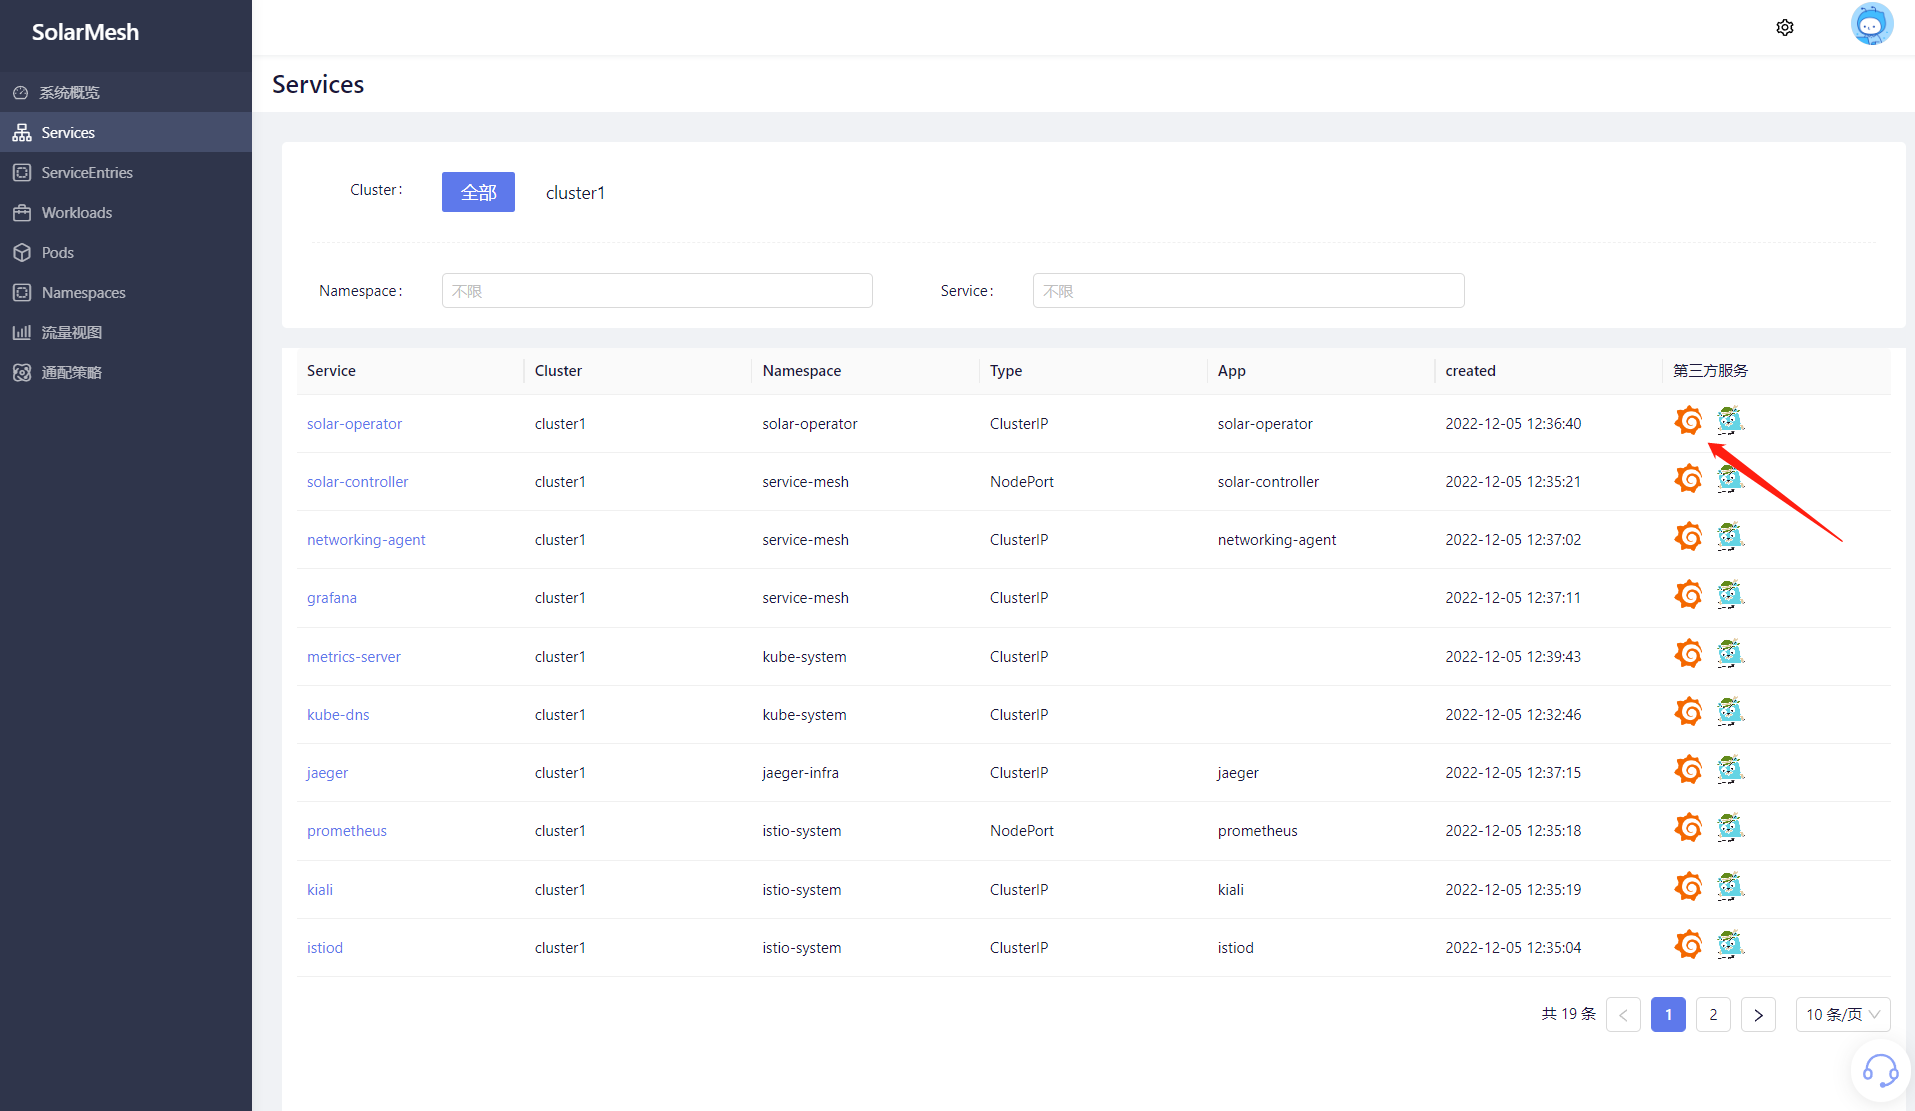 SolarMesh
系统概览
Services
ServiceEntries
Workloads
Pods
Namespaces
流量视图
通配策略
Services
Cluster: 全部 cluster1
Namespace: 不限 Service: 不限
Service Cluster Namespace Type App created 第三方服务
solar-operator cluster1 solar-operator ClusterIP solar-operator 2022-12-05 12:36:40
solar-controller cluster1 service-mesh NodePort solar-controller 2022-12-05 12:35:21
networking-agent cluster1 service-mesh ClusterIP networking-agent 2022-12-05 12:37:02
grafana cluster1 service-mesh ClusterIP 2022-12-05 12:37:11
metrics-server cluster1 kube-system ClusterIP 2022-12-05 12:39:43
kube-dns cluster1 kube-system ClusterIP 2022-12-05 12:32:46
jaeger cluster1 jaeger-infra ClusterIP jaeger 2022-12-05 12:37:15
prometheus cluster1 istio-system NodePort prometheus 2022-12-05 12:35:18
kiali cluster1 istio-system ClusterIP kiali 2022-12-05 12:35:19
istiod cluster1 istio-system ClusterIP istiod 2022-12-05 12:35:04
共 19 条 < 1 2 > 10 条/页